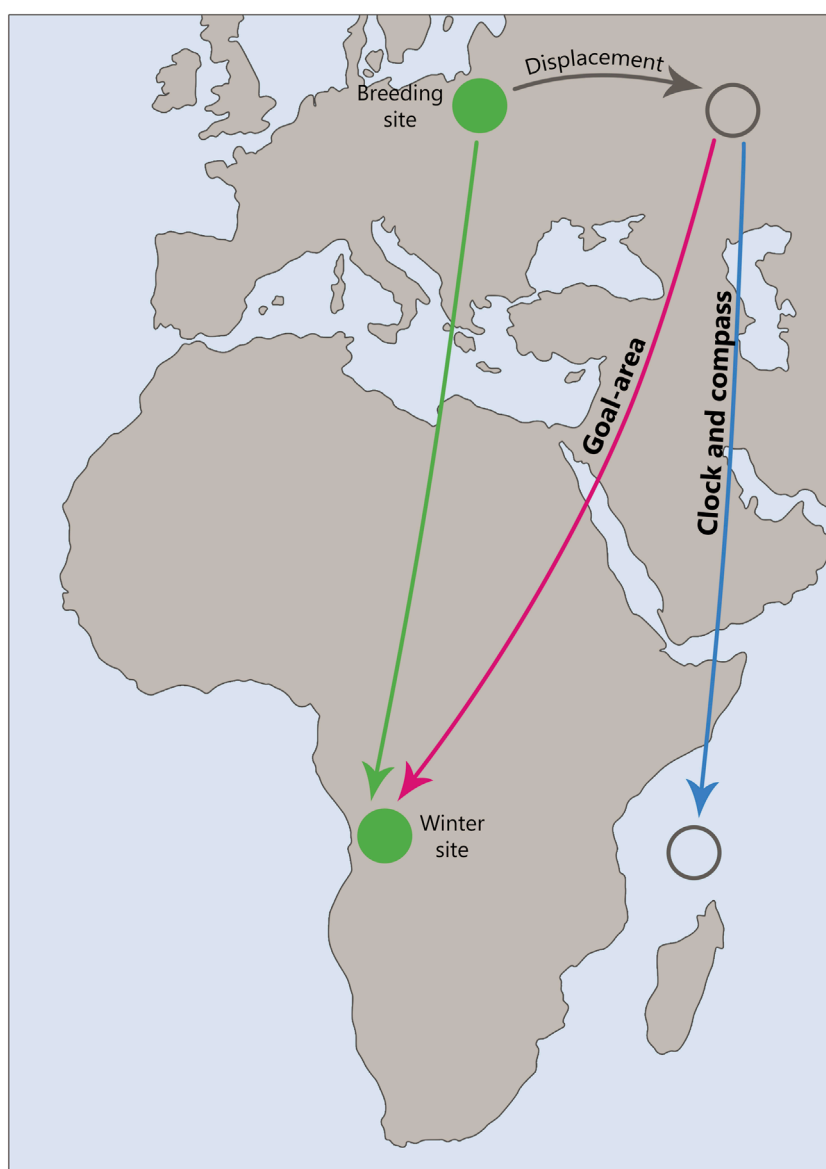 Displacement
Breeding
site
Goal-area
Clock and compass
Winter
site